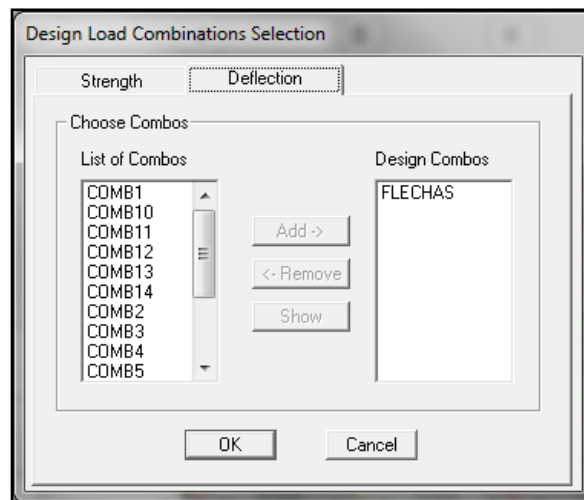 Design Load Combinations Selection
Strength
Deflection
Choose Combos
List of Combos
COMB1
COMB10
COMB11
COMB12
COMB13
COMB14
COMB2
COMB3
COMB4
COMB5
Add ->
<- Remove
Show
Design Combos
FLECHAS
OK
Cancel